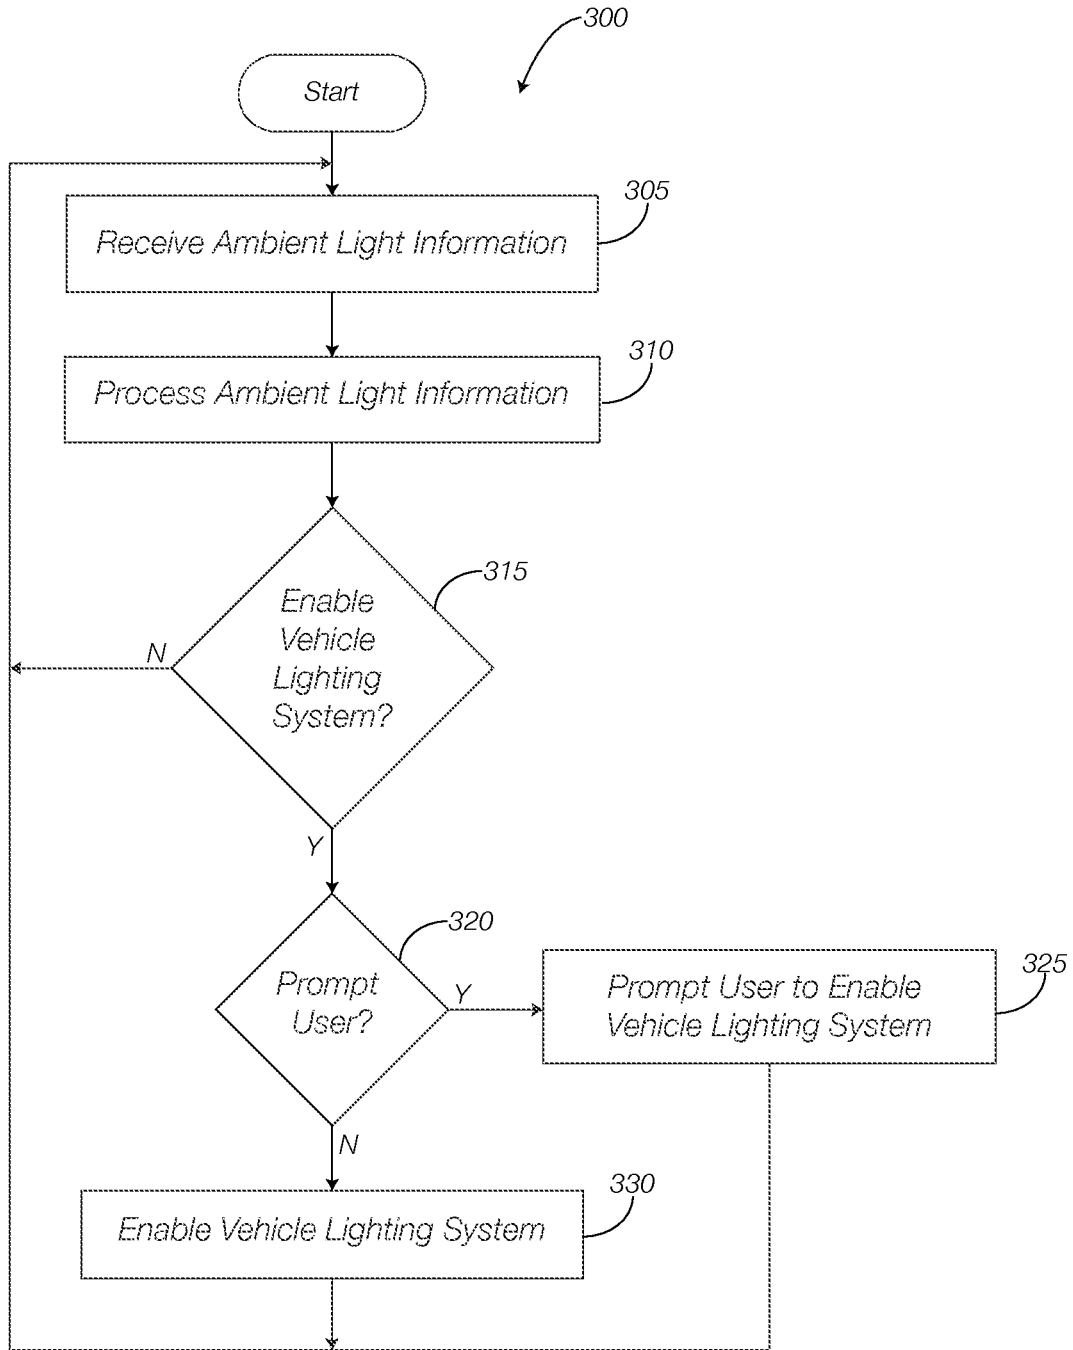 300
Start
305
Receive Ambient Light Information
310
Process Ambient Light Information
315
Enable
Vehicle
Lighting
System?
N
Y
320
Prompt
User?
Y
325
Prompt User to Enable
Vehicle Lighting System
N
330
Enable Vehicle Lighting System